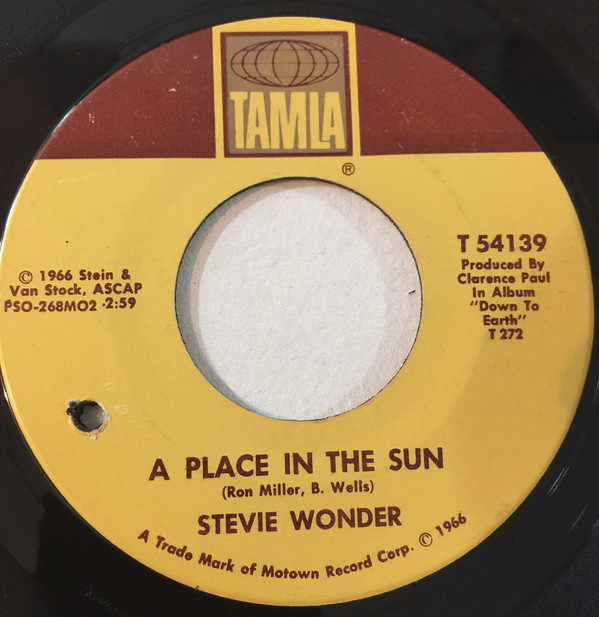 TAMLA
®
© 1966 Stein &
Van Stock, ASCAP
PSO-268MO2 -2:59
T 54139
Produced By
Clarence Paul
In Album
"Down To
Earth"
T 272
A PLACE IN THE SUN
(Ron Miller, B. Wells)
STEVIE WONDER
A Trade Mark of Motown Record Corp. © 1966